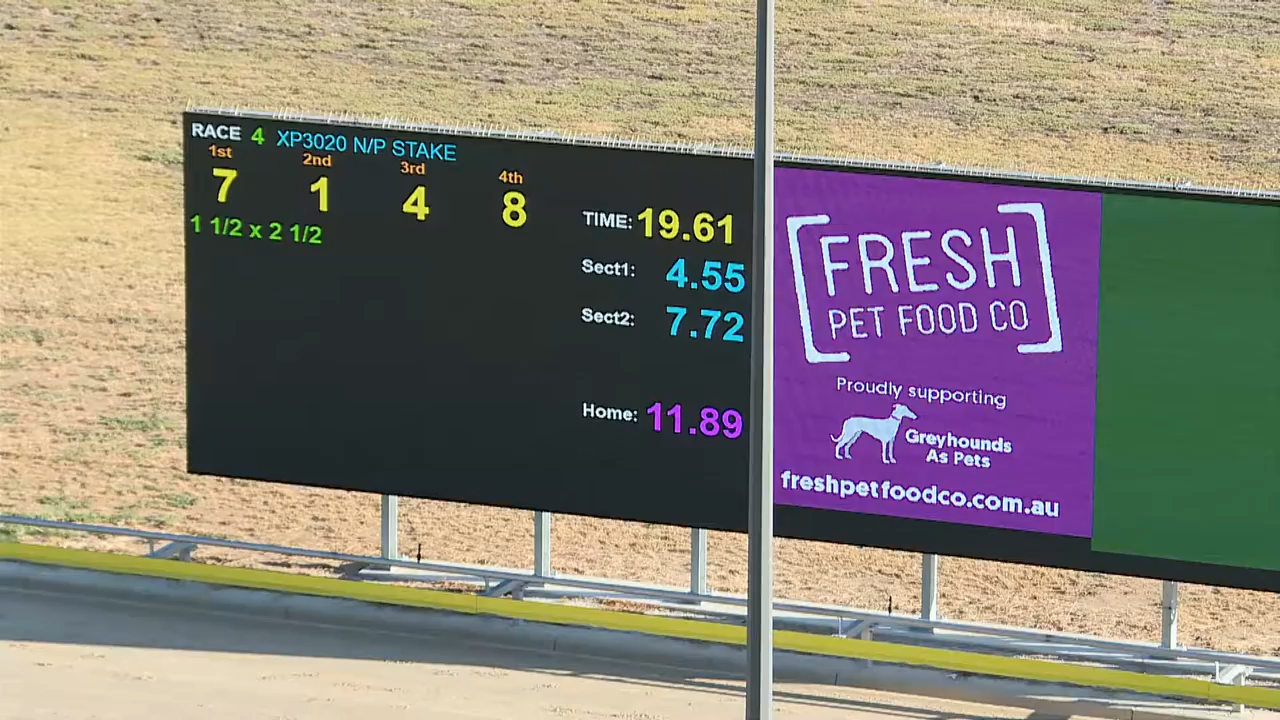 RACE 4 XP3020 N/P STAKE
1st 2nd 3rd 4th
7 1 4 8
1 1/2 x 2 1/2
TIME: 19.61
Sect1: 4.55
Sect2: 7.72
Home: 11.89
FRESH
PET FOOD CO
Proudly supporting
Greyhounds
As Pets
freshpetfoodco.com.au